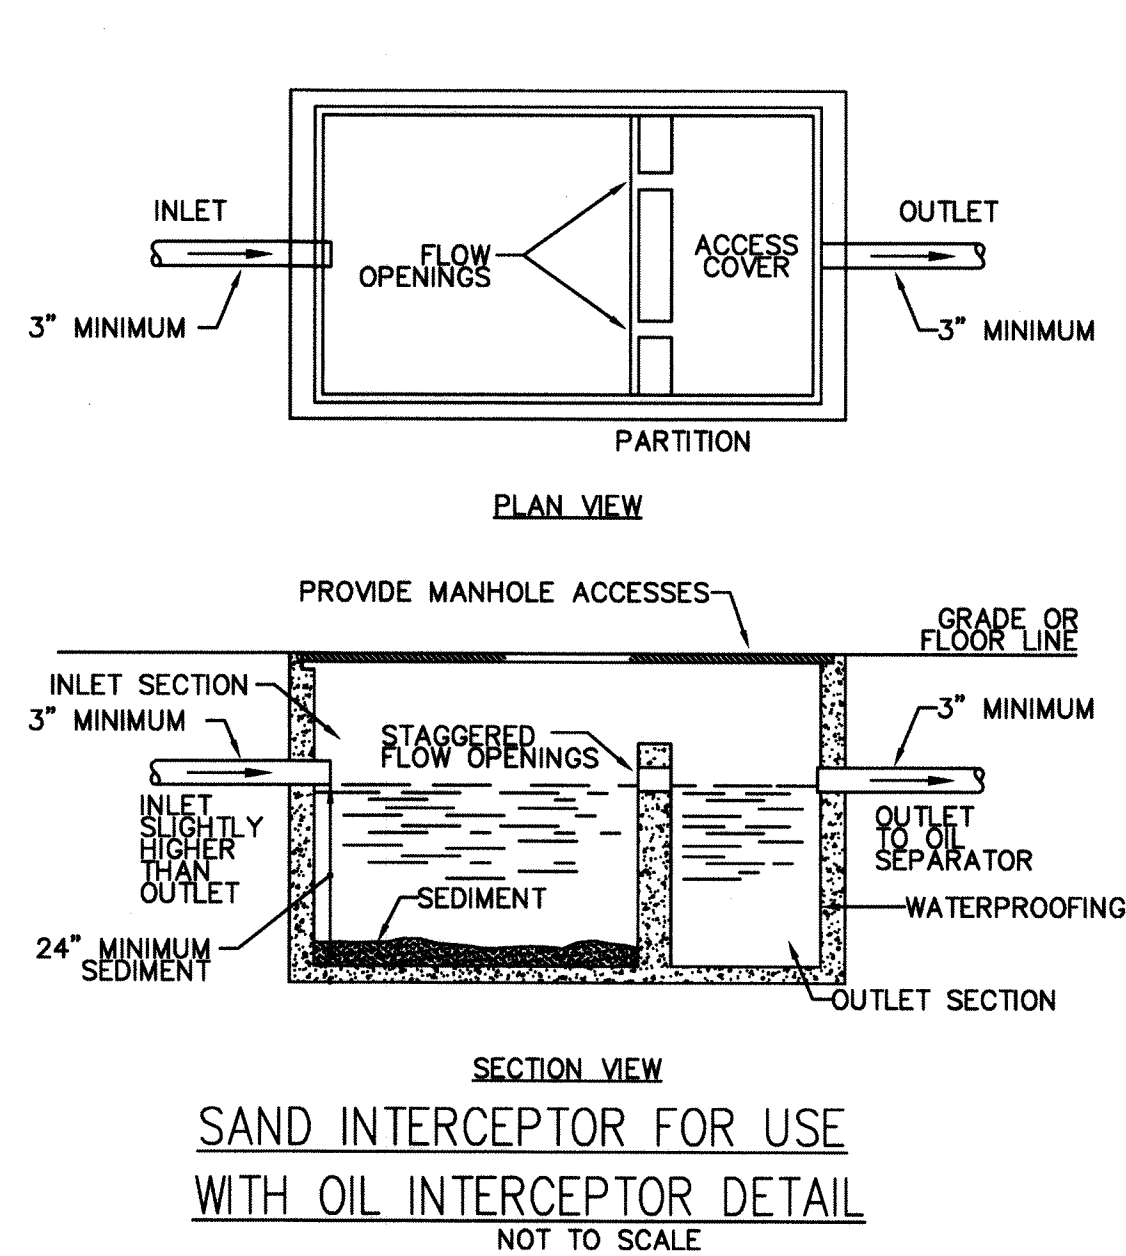 INLET
OUTLET
FLOW
OPENINGS
ACCESS
COVER
3" MINIMUM
3" MINIMUM
PARTITION
PLAN VIEW
PROVIDE MANHOLE ACCESSES
GRADE OR
FLOOR LINE
INLET SECTION
3" MINIMUM
3" MINIMUM
STAGGERED
FLOW OPENINGS
INLET
SLIGHTLY
HIGHER
THAN
OUTLET
OUTLET
TO OIL
SEPARATOR
SEDIMENT
WATERPROOFING
24" MINIMUM
SEDIMENT
OUTLET SECTION
SECTION VIEW
SAND INTERCEPTOR FOR USE
WITH OIL INTERCEPTOR DETAIL
NOT TO SCALE